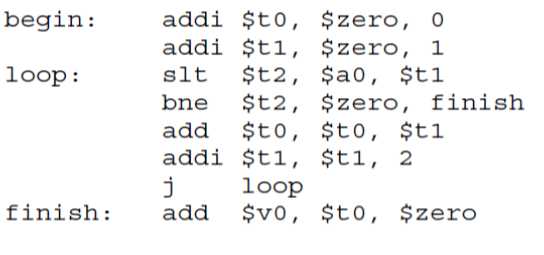 begin: addi $t0, $zero, 0
addi $t1, $zero, 1
loop: slt $t2, $a0, $t1
bne $t2, $zero, finish
add $t0, $t0, $t1
addi $t1, $t1, 2
j loop
finish: add $v0, $t0, $zero